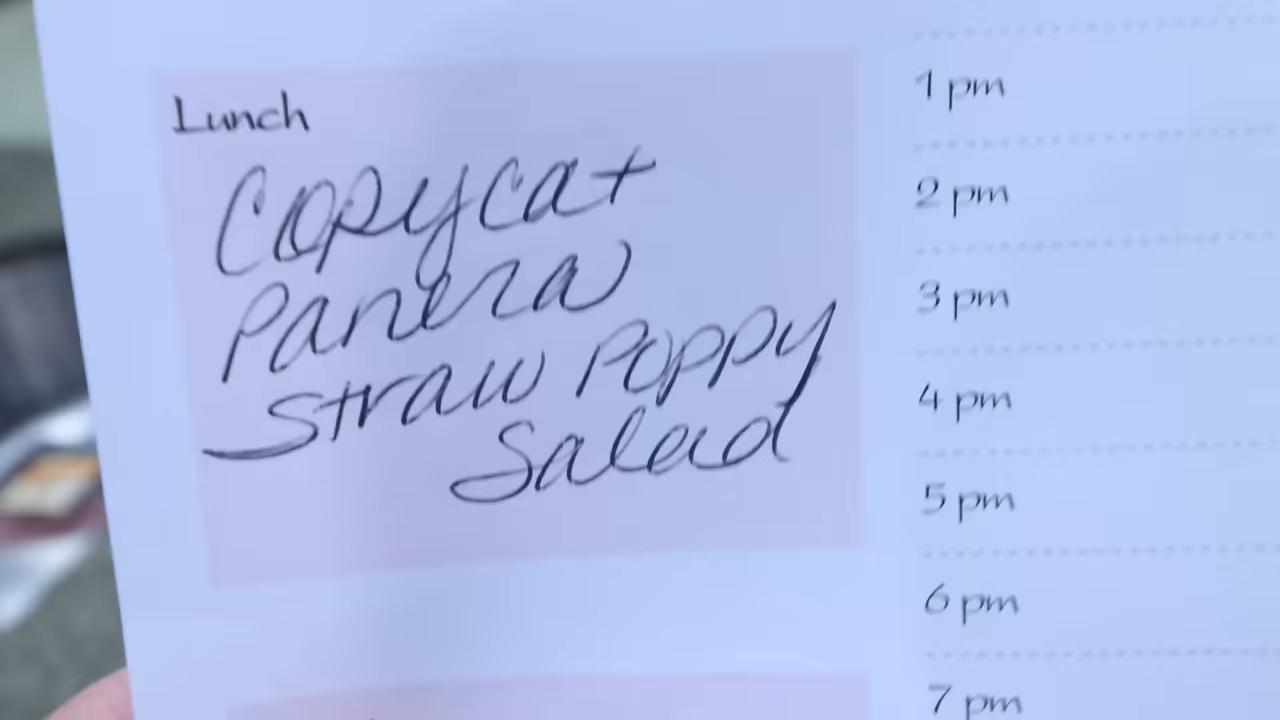 Lunch
Copycat
Panera
Straw Poppy
Salad
1 pm
2 pm
3 pm
4 pm
5 pm
6 pm
7 pm